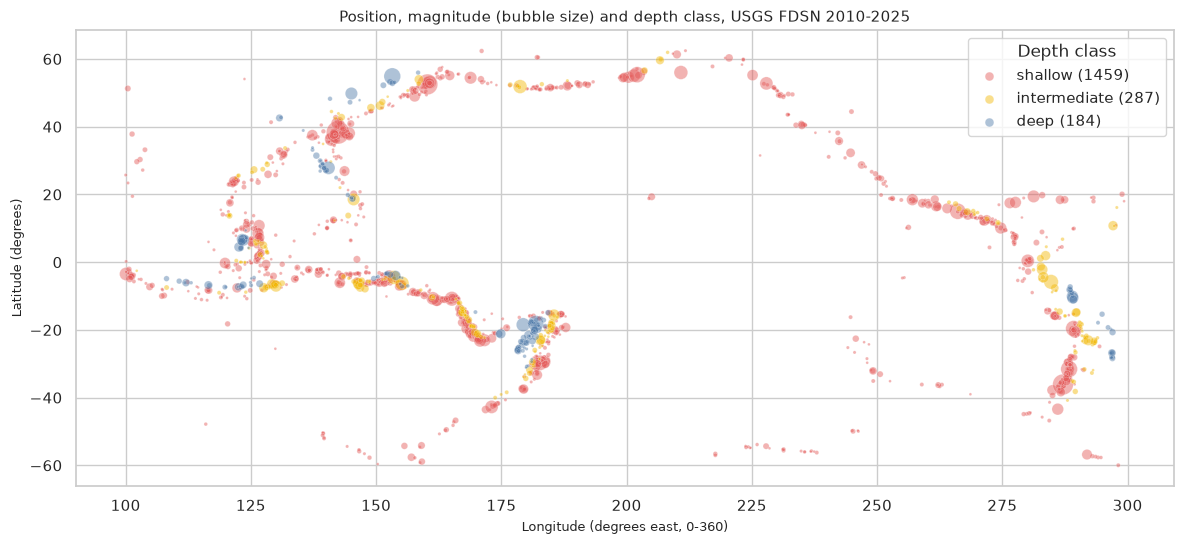 Position, magnitude (bubble size) and depth class, USGS FDSN 2010-2025
Depth class
shallow (1459)
intermediate (287)
deep (184)
Latitude (degrees)
60
40
20
0
−20
−40
−60
100
125
150
175
200
225
250
275
300
Longitude (degrees east, 0-360)